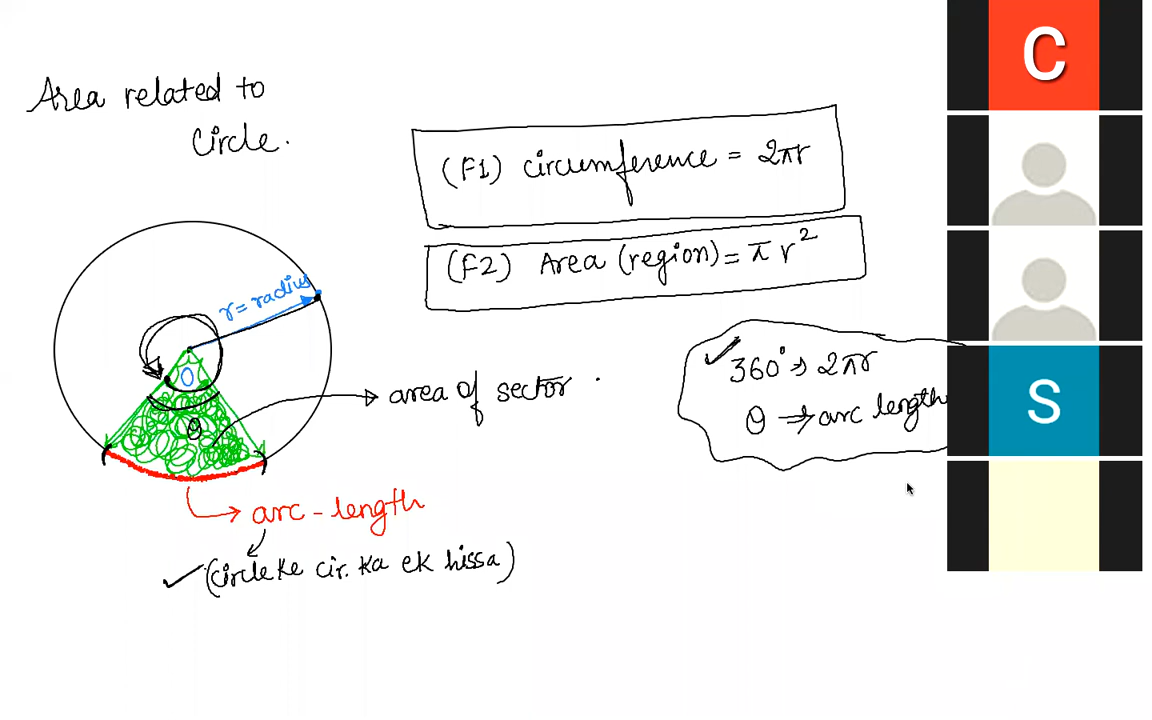 Area related to
Circle.
(F1) circumference = 2πr
(F2) Area (region) = πr²
r = radius
O
θ
area of sector
360° ⇒ 2πr
θ ⇒ arc length
arc - length
(circle ke cir. ka ek hissa)
C
S